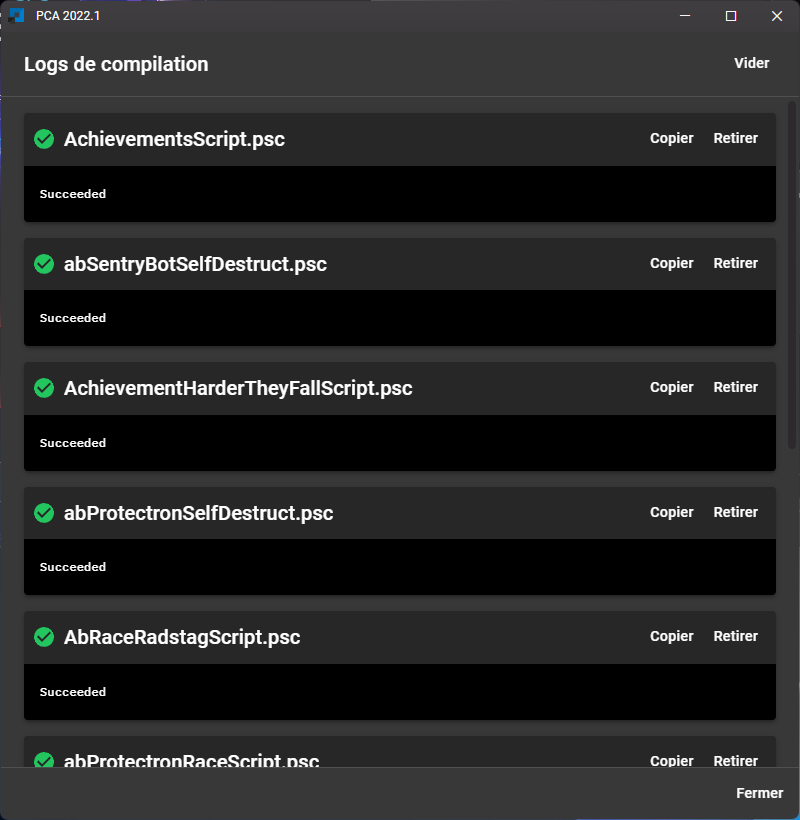 PCA 2022.1
Logs de compilation
Vider
AchievementsScript.psc
Copier
Retirer
Succeeded
abSentryBotSelfDestruct.psc
Copier
Retirer
Succeeded
AchievementHarderTheyFallScript.psc
Copier
Retirer
Succeeded
abProtectronSelfDestruct.psc
Copier
Retirer
Succeeded
AbRaceRadstagScript.psc
Copier
Retirer
Succeeded
abProtectronRaceScript.psc
Copier
Retirer
Fermer